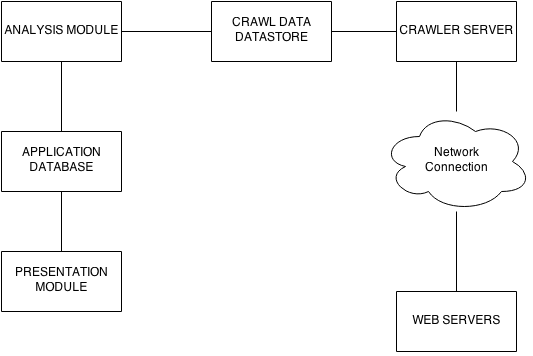 ANALYSIS MODULE
CRAWL DATA
DATASTORE
CRAWLER SERVER
APPLICATION
DATABASE
Network
Connection
PRESENTATION
MODULE
WEB SERVERS